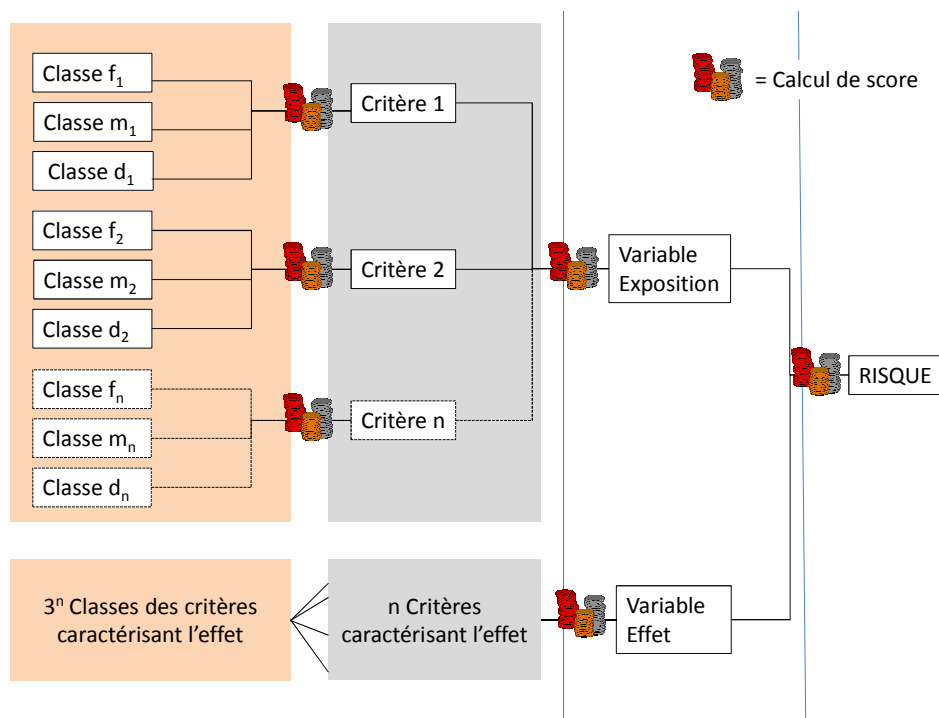 Classe f₁
Classe m₁
Classe d₁
Critère 1
= Calcul de score
Classe f₂
Classe m₂
Classe d₂
Critère 2
Variable
Exposition
RISQUE
Classe fₙ
Classe mₙ
Classe dₙ
Critère n
3ⁿ Classes des critères
caractérisant l'effet
n Critères
caractérisant l'effet
Variable
Effet